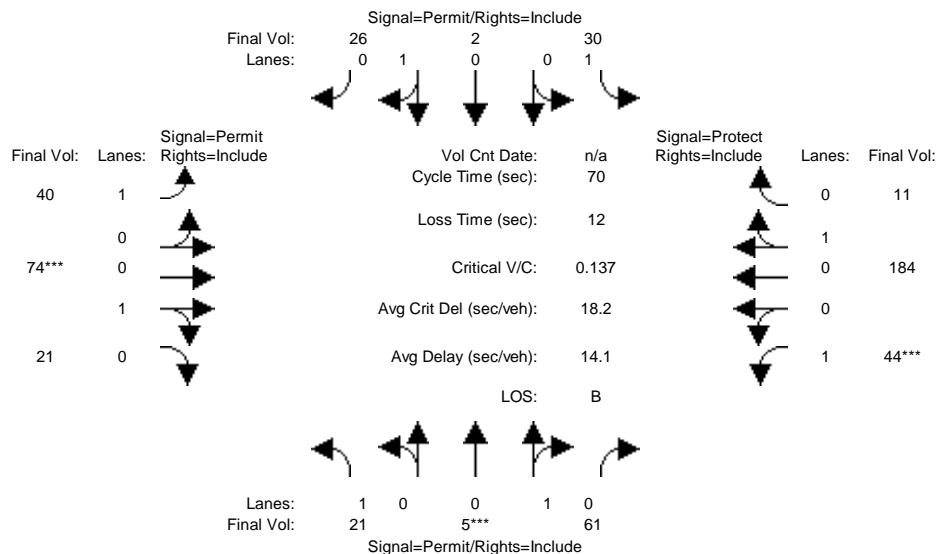 Signal=Permit/Rights=Include
Final Vol: 26 2 30
Lanes: 0 1 0 0 1
Signal=Permit
Final Vol: Lanes: Rights=Include
Vol Cnt Date: n/a
Signal=Protect
Rights=Include Lanes: Final Vol:
Cycle Time (sec): 70
40 1
0 11
Loss Time (sec): 12
0
1
74*** 0
Critical V/C: 0.137
0 184
1
Avg Crit Del (sec/veh): 18.2
0
21 0
Avg Delay (sec/veh): 14.1
1 44***
LOS: B
Lanes: 1 0 0 1 0
Final Vol: 21 5*** 61
Signal=Permit/Rights=Include